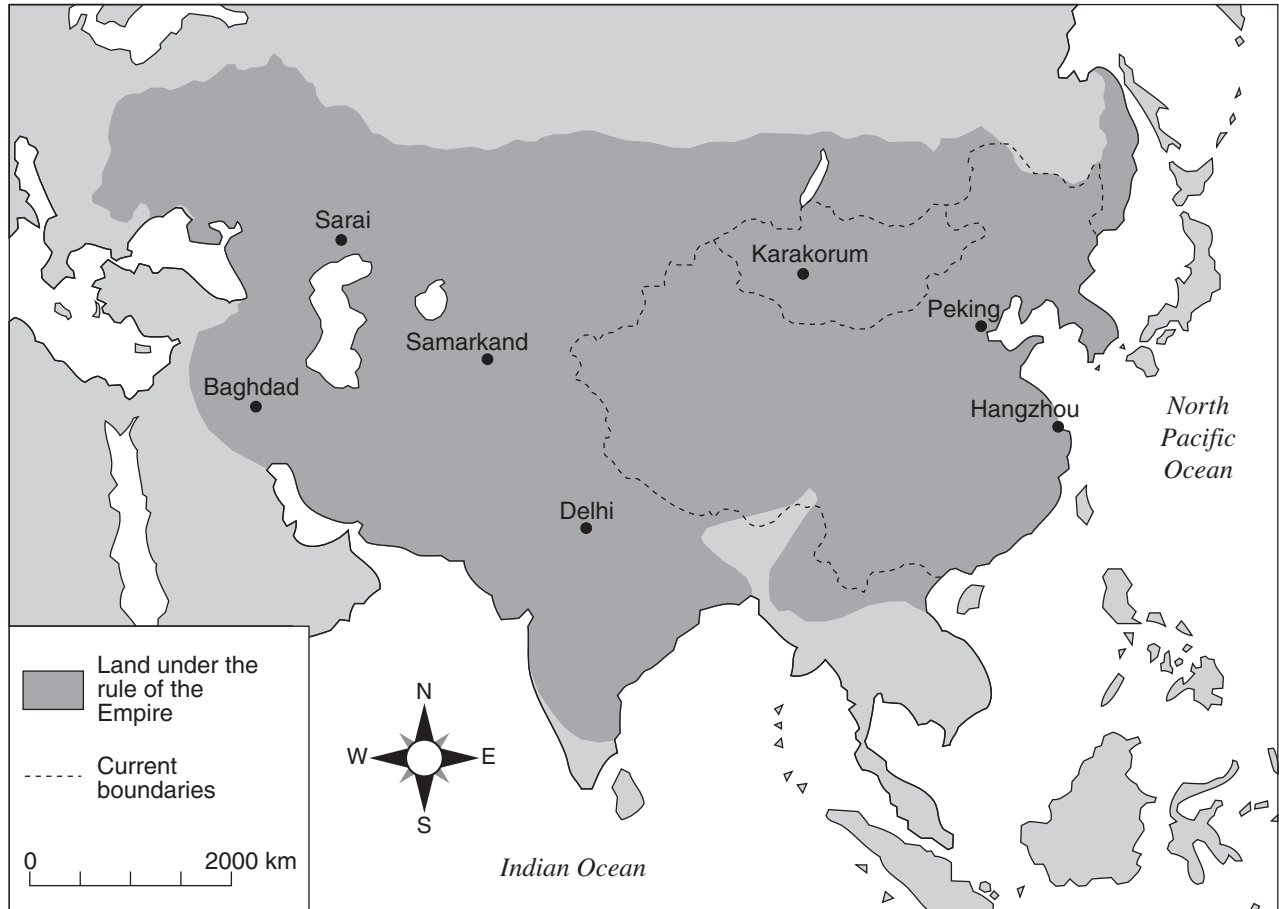 Sarai
Karakorum
Peking
Samarkand
Baghdad
Hangzhou
North
Pacific
Ocean
Delhi
Land under the
rule of the
Empire
Current
boundaries
0 2000 km
N
W E
S
Indian Ocean